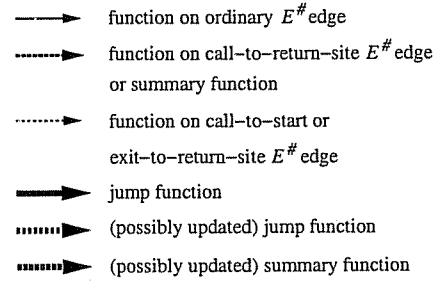 function on ordinary E# edge
function on call-to-return-site E# edge
or summary function
function on call-to-start or
exit-to-return-site E# edge
jump function
(possibly updated) jump function
(possibly updated) summary function